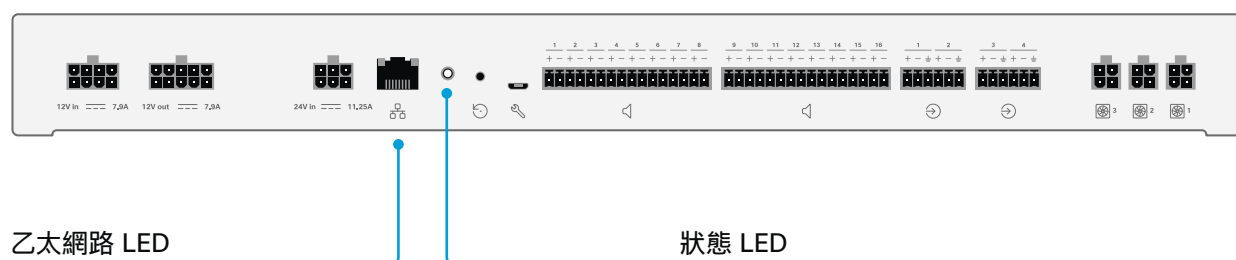 1 2 3 4 5 6 7 8 9 10 11 12 13 14 15 16 1 2 3 4
+ − + − + − + − + − + − + − + − + − + − + − + − + − + − + − + − + − + − + − + −
12V in 7,9A 12V out 7,9A 24V in 11,25A 3 2 1
乙太網路 LED 狀態 LED